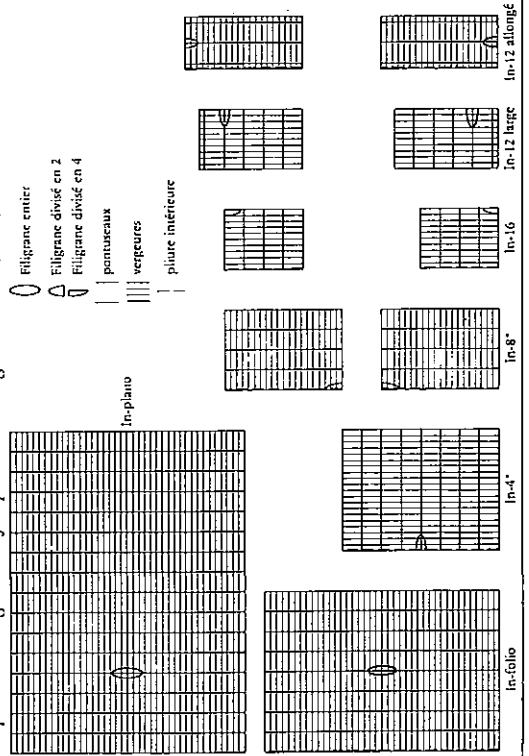 Filigrane entier
Filigrane divisé en 2
Filigrane divisé en 4
pontuseaux
vergeures
pliure intérieure
In-plano
In-folio
In-4°
In-8°
In-16
In-12 large
In-12 allongé